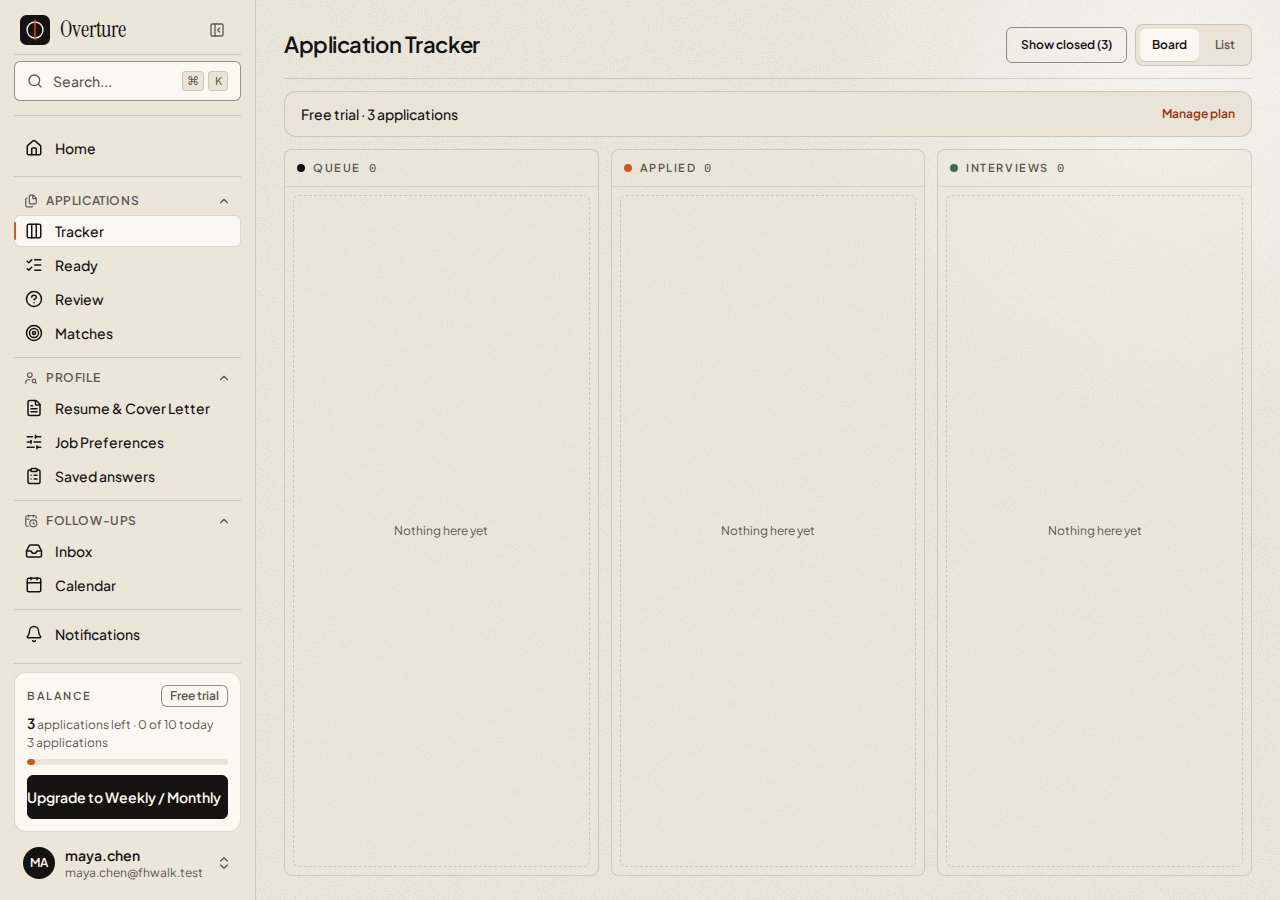 Overture
Search...
⌘ K
Home
APPLICATIONS
Tracker
Ready
Review
Matches
PROFILE
Resume & Cover Letter
Job Preferences
Saved answers
FOLLOW-UPS
Inbox
Calendar
Notifications
BALANCE
Free trial
3 applications left · 0 of 10 today
3 applications
Upgrade to Weekly / Monthly
MA
maya.chen
maya.chen@fhwalk.test
Application Tracker
Show closed (3)
Board
List
Free trial · 3 applications
Manage plan
QUEUE 0
APPLIED 0
INTERVIEWS 0
Nothing here yet
Nothing here yet
Nothing here yet